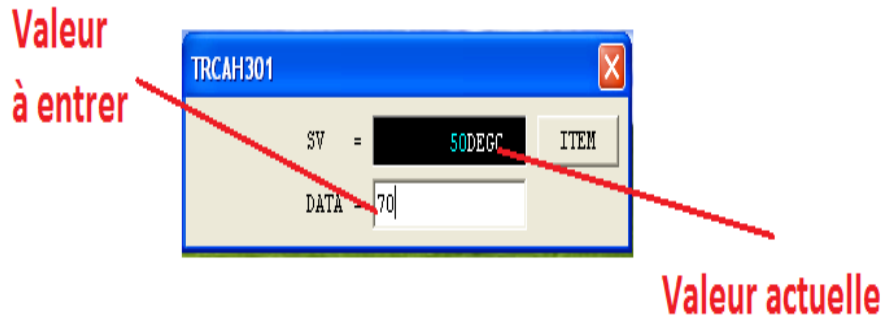 Valeur
à entrer
TRCAH301
SV = 50DEGC ITEM
DATA = 70
Valeur actuelle